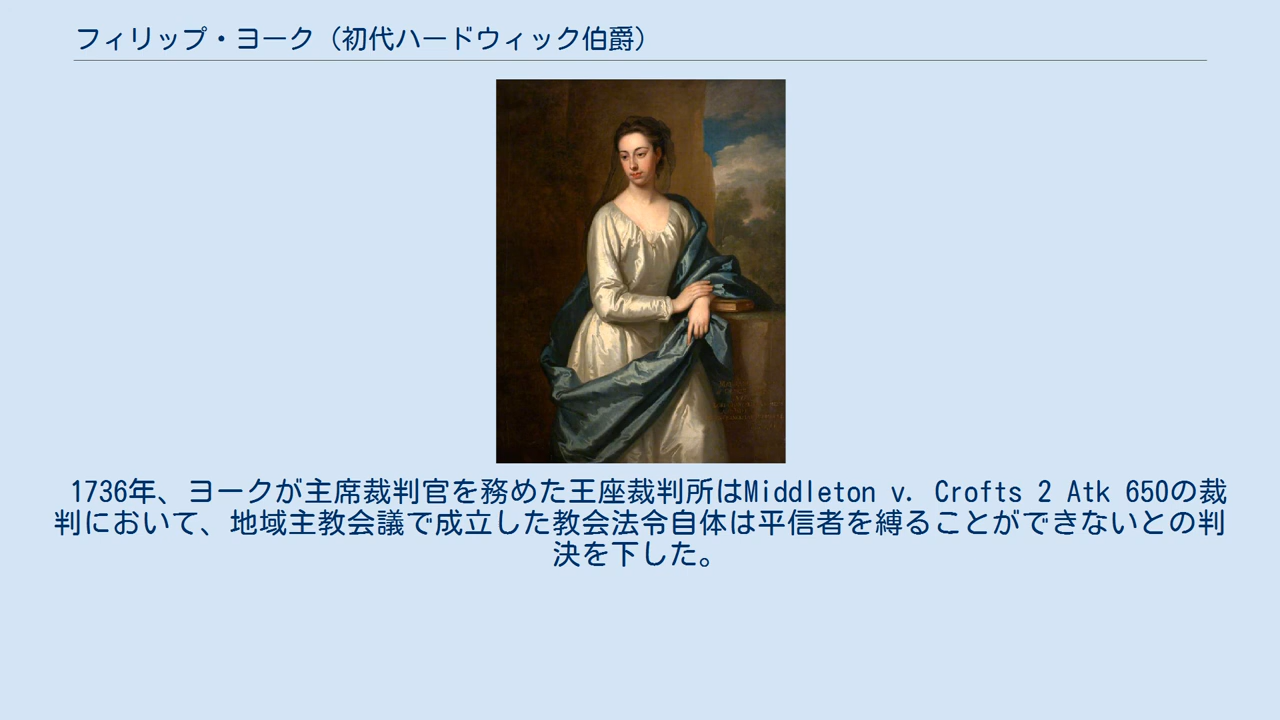 フィリップ・ヨーク（初代ハードウィック伯爵）
1736年、ヨークが主席裁判官を務めた王座裁判所はMiddleton v. Crofts 2 Atk 650の裁
判において、地域主教会議で成立した教会法令自体は平信者を縛ることができないとの判
決を下した。